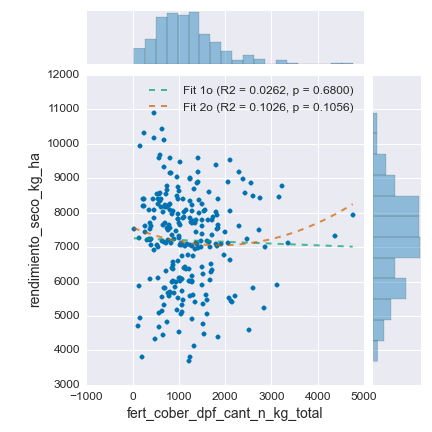 Fit 1o (R2 = 0.0262, p = 0.6800)
Fit 2o (R2 = 0.1026, p = 0.1056)
12000
11000
10000
9000
8000
7000
6000
5000
4000
3000
rendimiento_seco_kg_ha
-1000 0 1000 2000 3000 4000 5000
fert_cober_dpf_cant_n_kg_total